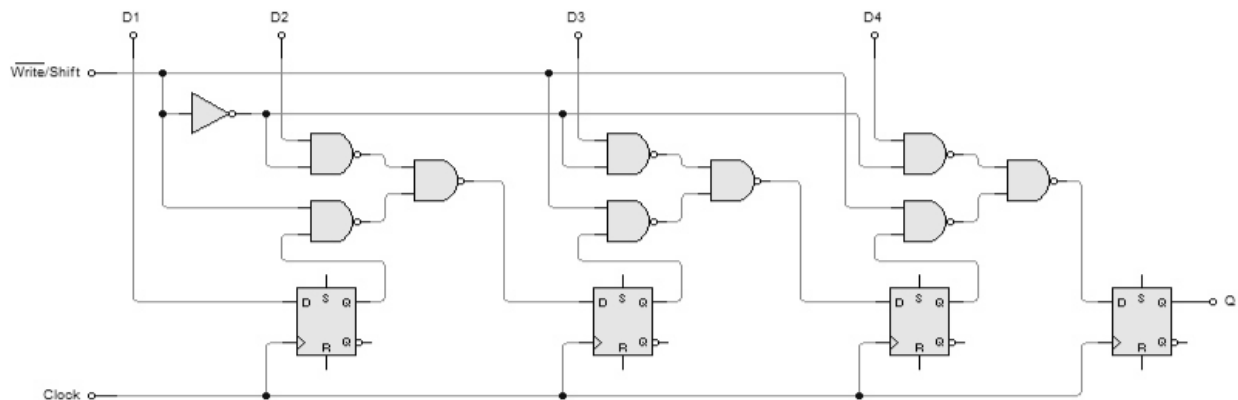 D1 D2 D3 D4
Write/Shift
D S Q D S Q D S Q D S Q Q
R Q R Q R Q R Q
Clock